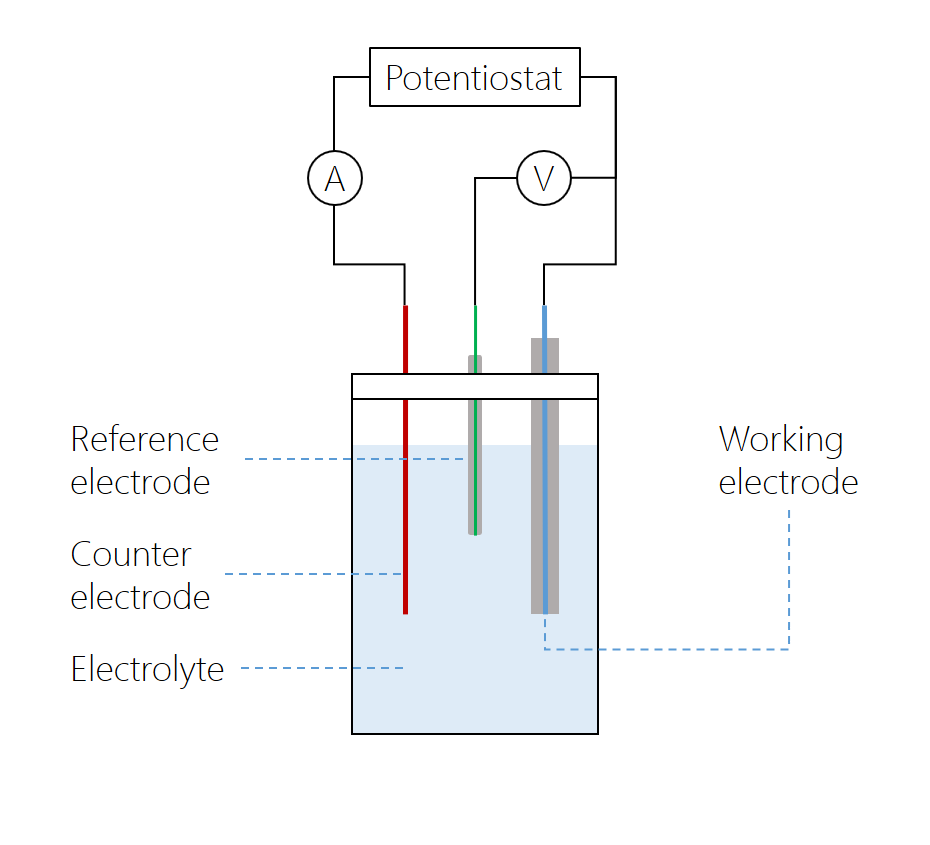 Potentiostat
A
V
Reference
electrode
Working
electrode
Counter
electrode
Electrolyte